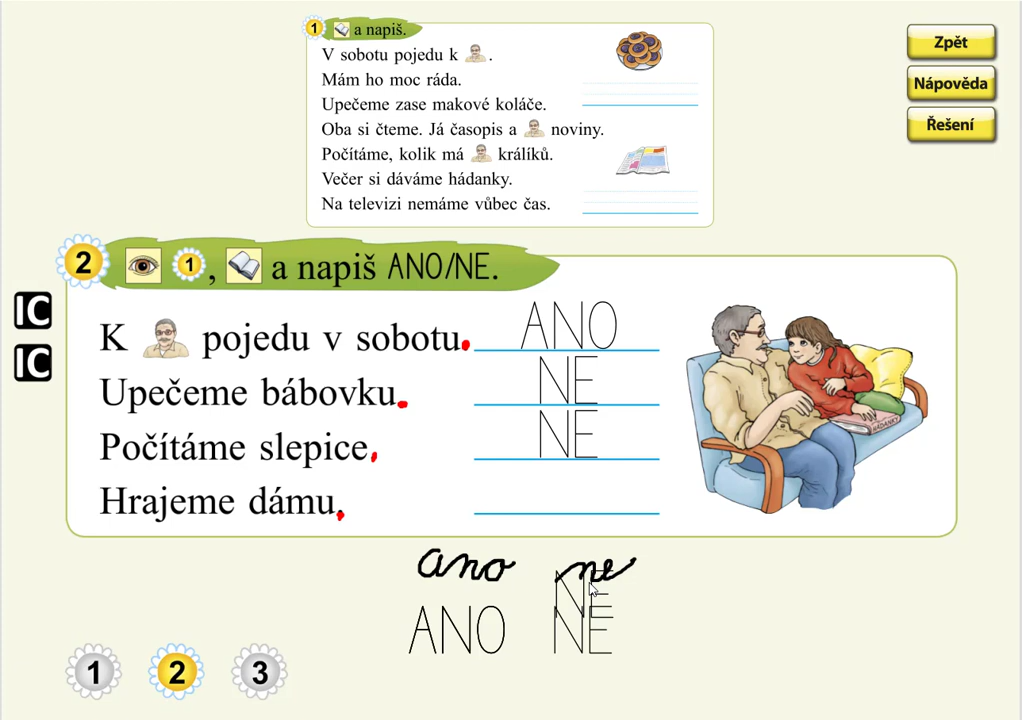 1 a napiš.
V sobotu pojedu k .
Mám ho moc ráda.
Upečeme zase makové koláče.
Oba si čteme. Já časopis a noviny.
Počítáme, kolik má králíků.
Večer si dáváme hádanky.
Na televizi nemáme vůbec čas.
Zpět
Nápověda
Řešení
2 1 , a napiš ANO/NE.
IC
IC
K pojedu v sobotu. ANO
Upečeme bábovku. NE
Počítáme slepice. NE
Hrajeme dámu.
HÁDANKY
ano ne
NE
ANO NE
1 2 3